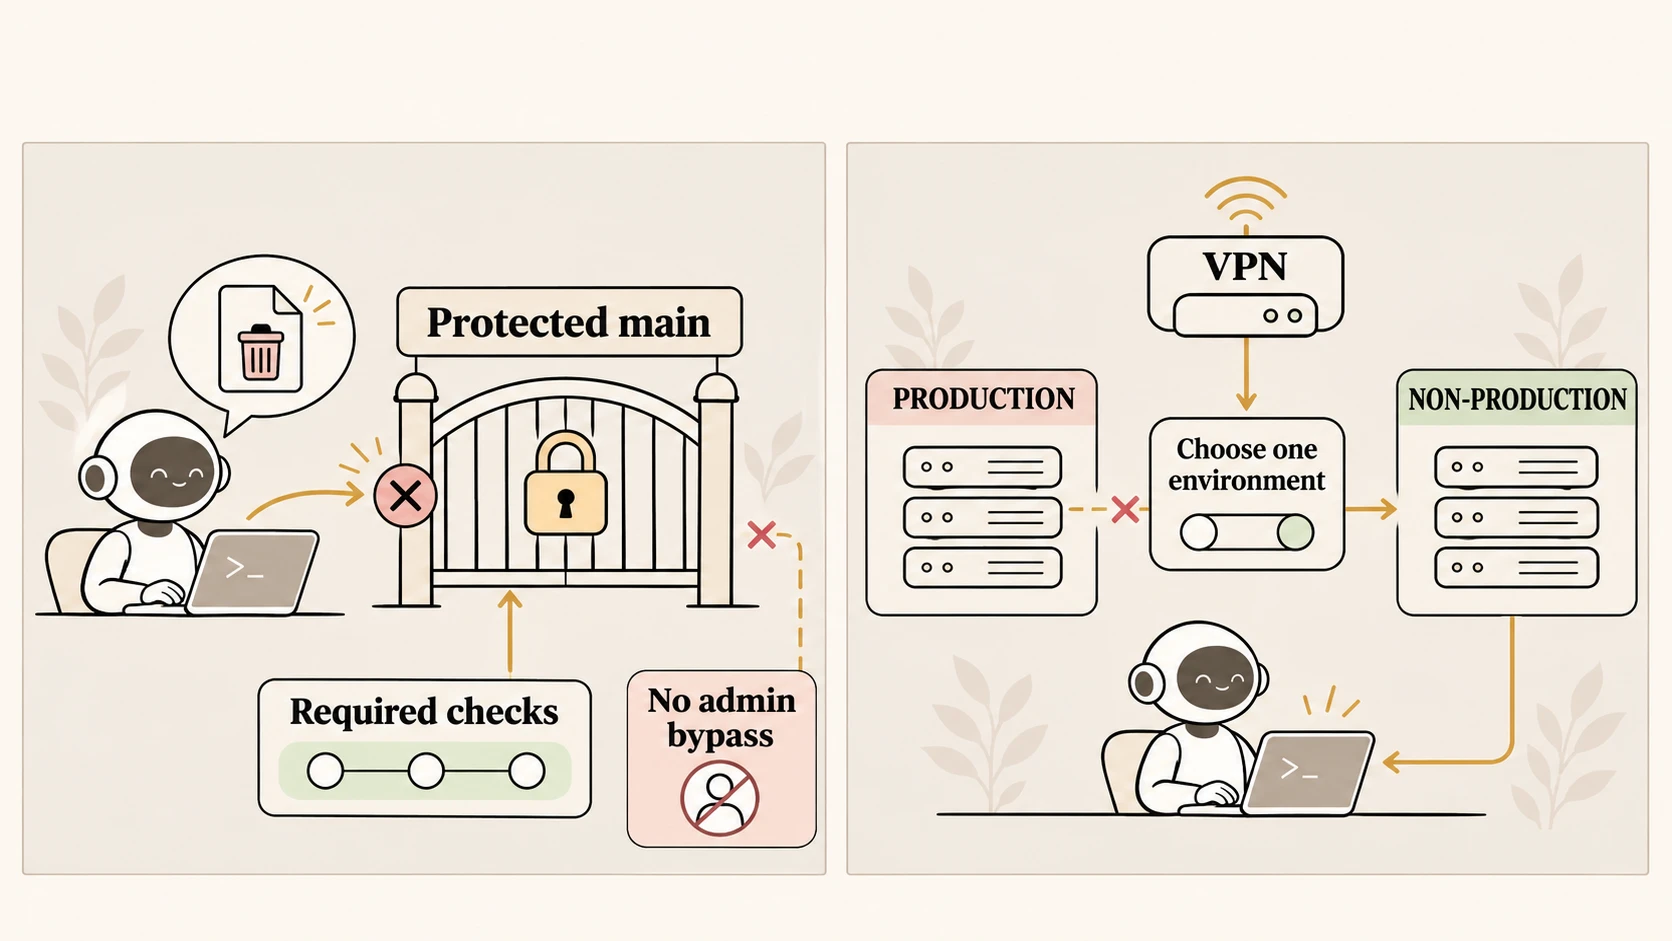 Protected main
>_
Required checks
No admin
bypass
VPN
PRODUCTION
Choose one
environment
NON-PRODUCTION
>_